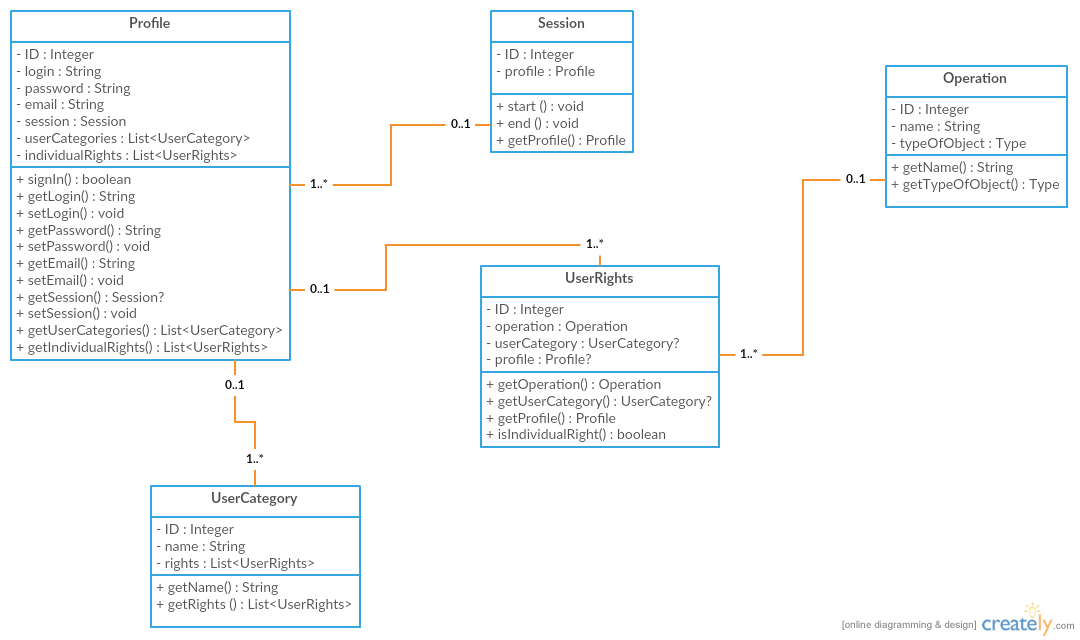 Profile
- ID : Integer
- login : String
- password : String
- email : String
- session : Session
- userCategories : List<UserCategory>
- individualRights : List<UserRights>
+ signIn() : boolean
+ getLogin() : String
+ setLogin() : void
+ getPassword() : String
+ setPassword() : void
+ getEmail() : String
+ setEmail() : void
+ getSession() : Session?
+ setSession() : void
+ getUserCategories() : List<UserCategory>
+ getIndividualRights() : List<UserRights>
Session
- ID : Integer
- profile : Profile
+ start () : void
+ end () : void
+ getProfile() : Profile
Operation
- ID : Integer
- name : String
- typeOfObject : Type
+ getName() : String
+ getTypeOfObject() : Type
0..1
1..*
0..1
1..*
0..1
UserRights
- ID : Integer
- operation : Operation
- userCategory : UserCategory?
- profile : Profile?
+ getOperation() : Operation
+ getUserCategory() : UserCategory?
+ getProfile() : Profile
+ isIndividualRight() : boolean
1..*
0..1
1..*
UserCategory
- ID : Integer
- name : String
- rights : List<UserRights>
+ getName() : String
+ getRights () : List<UserRights>
[online diagramming & design] creately.com